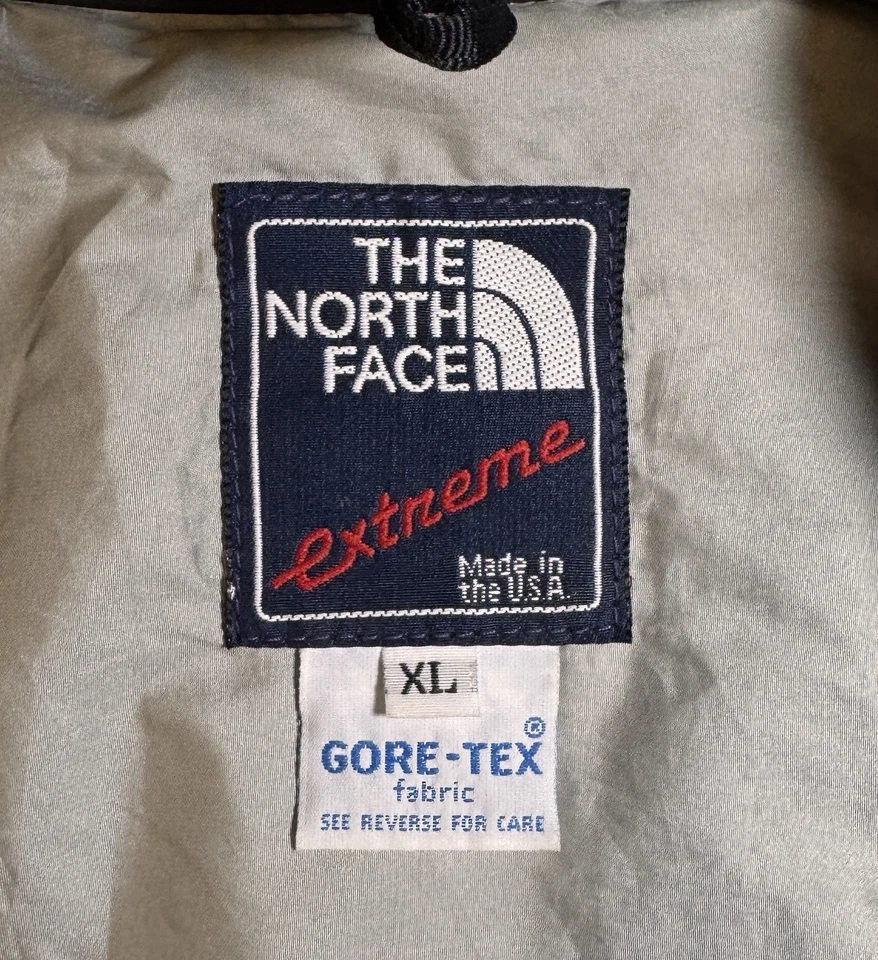 THE
NORTH
FACE
extreme
Made in
the U.S.A.
XL
GORE-TEX®
fabric
SEE REVERSE FOR CARE